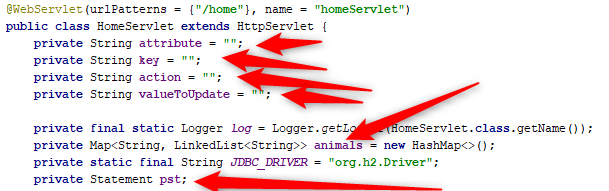 @WebServlet(urlPatterns = {"/home"}, name = "homeServlet")
public class HomeServlet extends HttpServlet {
private String attribute = "";
private String key = "";
private String action = "";
private String valueToUpdate = "";
private final static Logger log = Logger.getLo (HomeServlet.class.getName());
private Map<String, LinkedList<String>> animals = new HashMap<>();
private static final String JDBC_DRIVER = "org.h2.Driver";
private Statement pst;